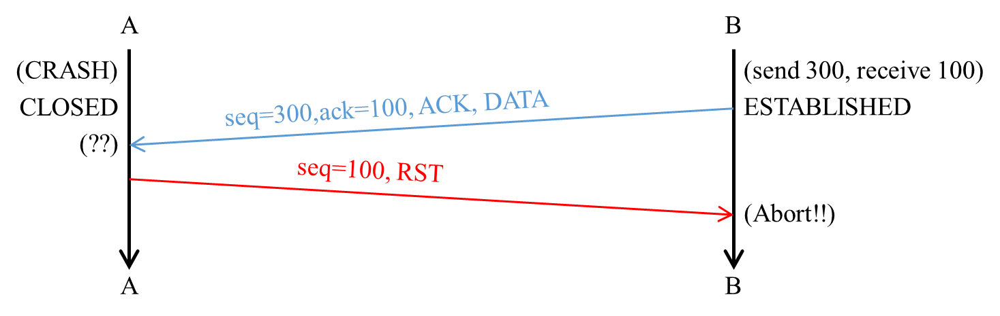 A B
(CRASH) (send 300, receive 100)
CLOSED seq=300,ack=100, ACK, DATA ESTABLISHED
(??)
seq=100, RST
(Abort!!)
A B